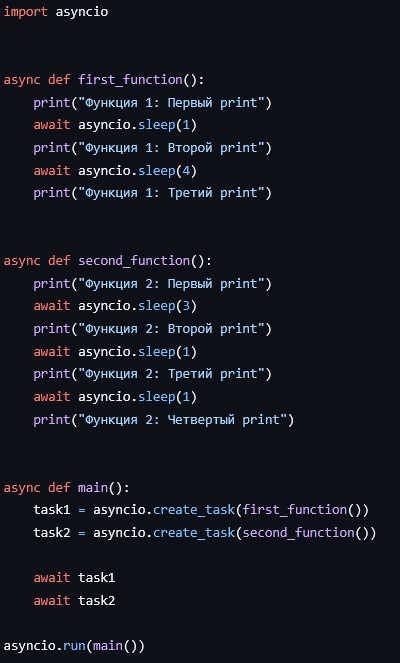 import asyncio
async def first_function():
    print("Функция 1: Первый print")
    await asyncio.sleep(1)
    print("Функция 1: Второй print")
    await asyncio.sleep(4)
    print("Функция 1: Третий print")
async def second_function():
    print("Функция 2: Первый print")
    await asyncio.sleep(3)
    print("Функция 2: Второй print")
    await asyncio.sleep(1)
    print("Функция 2: Третий print")
    await asyncio.sleep(1)
    print("Функция 2: Четвертый print")
async def main():
    task1 = asyncio.create_task(first_function())
    task2 = asyncio.create_task(second_function())
    await task1
    await task2
asyncio.run(main())